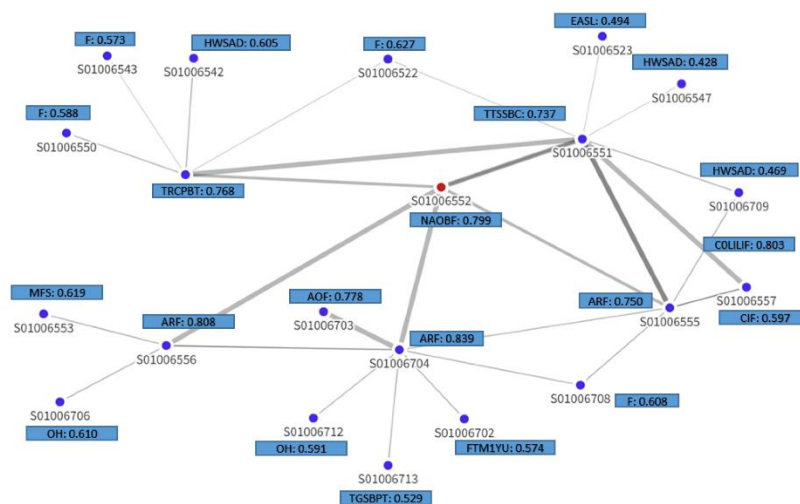 EASL: 0.494
F: 0.573
HWSAD: 0.605
F: 0.627
S01006523
S01006543
S01006542
S01006522
HWSAD: 0.428
S01006547
F: 0.588
TTSSBC: 0.737
S01006550
S01006551
HWSAD: 0.469
TRCPBT: 0.768
S01006552
S01006709
NAOBF: 0.799
C0LILIF: 0.803
MFS: 0.619
AOF: 0.778
ARF: 0.750
S01006557
S01006553
ARF: 0.808
S01006703
S01006555
CIF: 0.597
ARF: 0.839
S01006556
S01006704
S01006706
S01006708
F: 0.608
OH: 0.610
S01006712
S01006702
OH: 0.591
FTM1YU: 0.574
S01006713
TGSBPT: 0.529